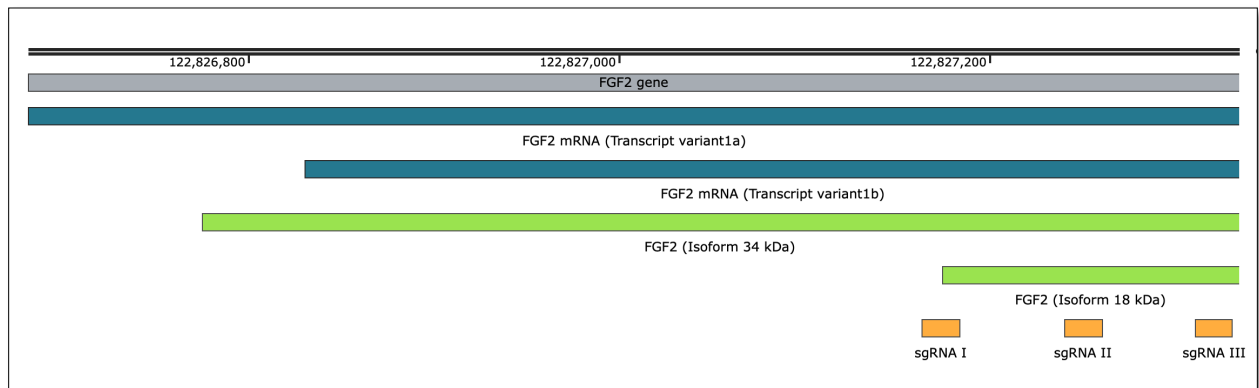 122,826,800 122,827,000 122,827,200
FGF2 gene
FGF2 mRNA (Transcript variant1a)
FGF2 mRNA (Transcript variant1b)
FGF2 (Isoform 34 kDa)
FGF2 (Isoform 18 kDa)
sgRNA I sgRNA II sgRNA III